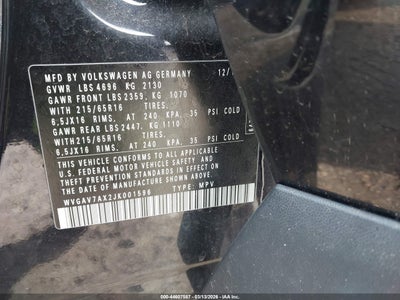 MFD BY VOLKSWAGEN AG GERMANY 12/
GVWR LBS 4696 KG 2130
GAWR FRONT LBS 2359 KG 1070
WITH 215/65R16 TIRES.
6,5JX16 RIMS. AT 240 KPA. 35 PSI COLD
GAWR REAR LBS 2447. KG 1110
WITH 215/65R16 TIRES.
6,5JX16 RIMS. AT 240 KPA. 35 PSI COLD
THIS VEHICLE CONFORMS TO ALL APPLICABLE
U.S. FEDERAL MOTOR VEHICLE SAFETY AND
THEFT PREVENTION STANDARDS IN EFFECT ON
THE DATE OF MANUFACTURE SHOWN ABOVE.
WVGAV7AX2JK001686 TYPE: MPV
© BUYER. 000-44607587 - 03/13/2026 - IAA Inc.